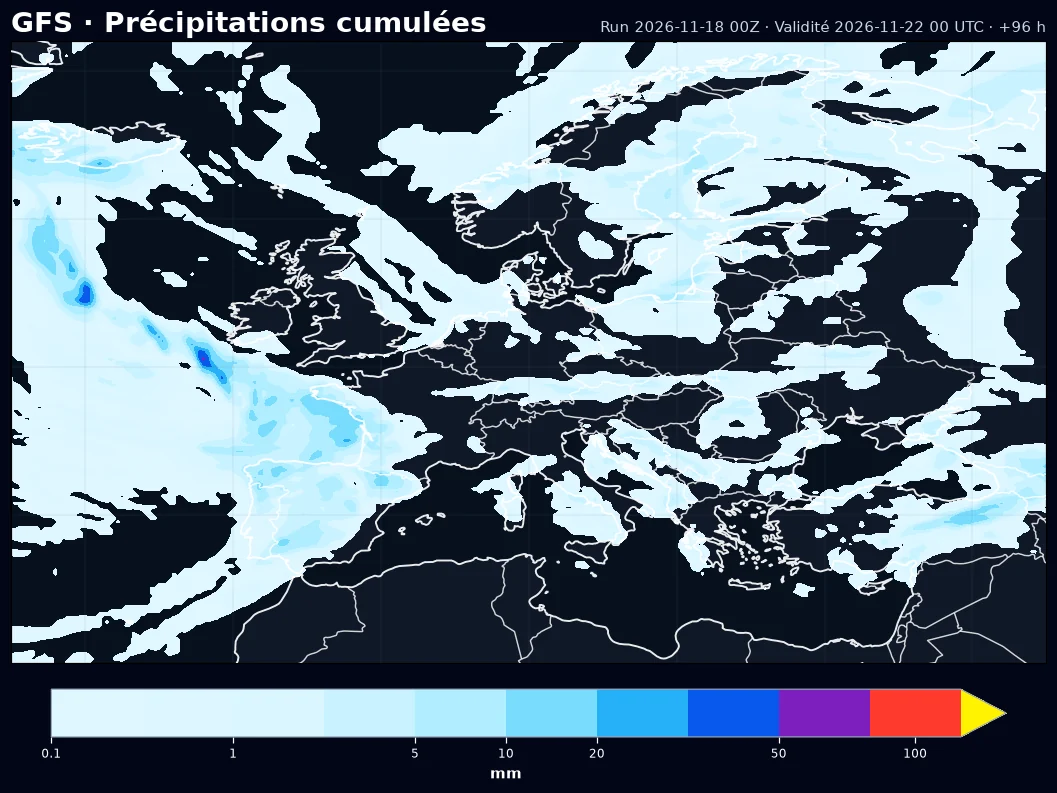 GFS · Précipitations cumulées
Run 2026-11-18 00Z · Validité 2026-11-22 00 UTC · +96 h
0.1 1 5 10 20 50 100
mm